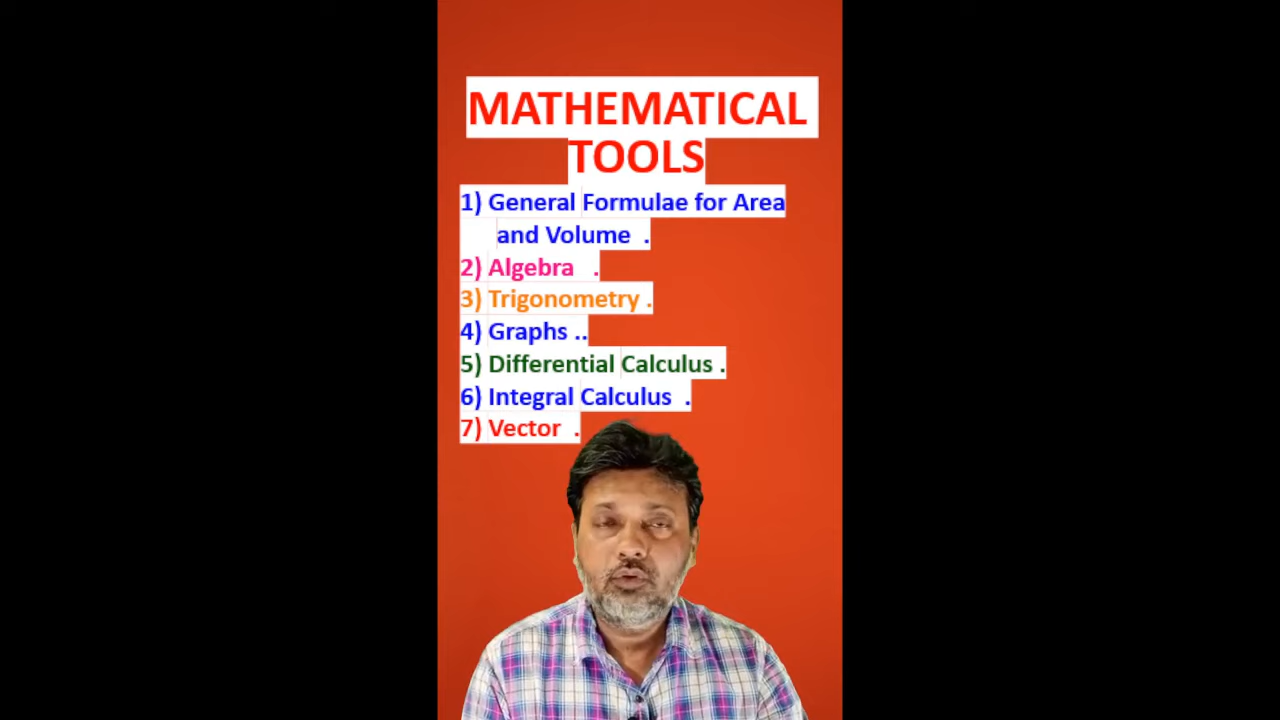 MATHEMATICAL
TOOLS
1) General Formulae for Area
and Volume .
2) Algebra .
3) Trigonometry .
4) Graphs ..
5) Differential Calculus .
6) Integral Calculus .
7) Vector .